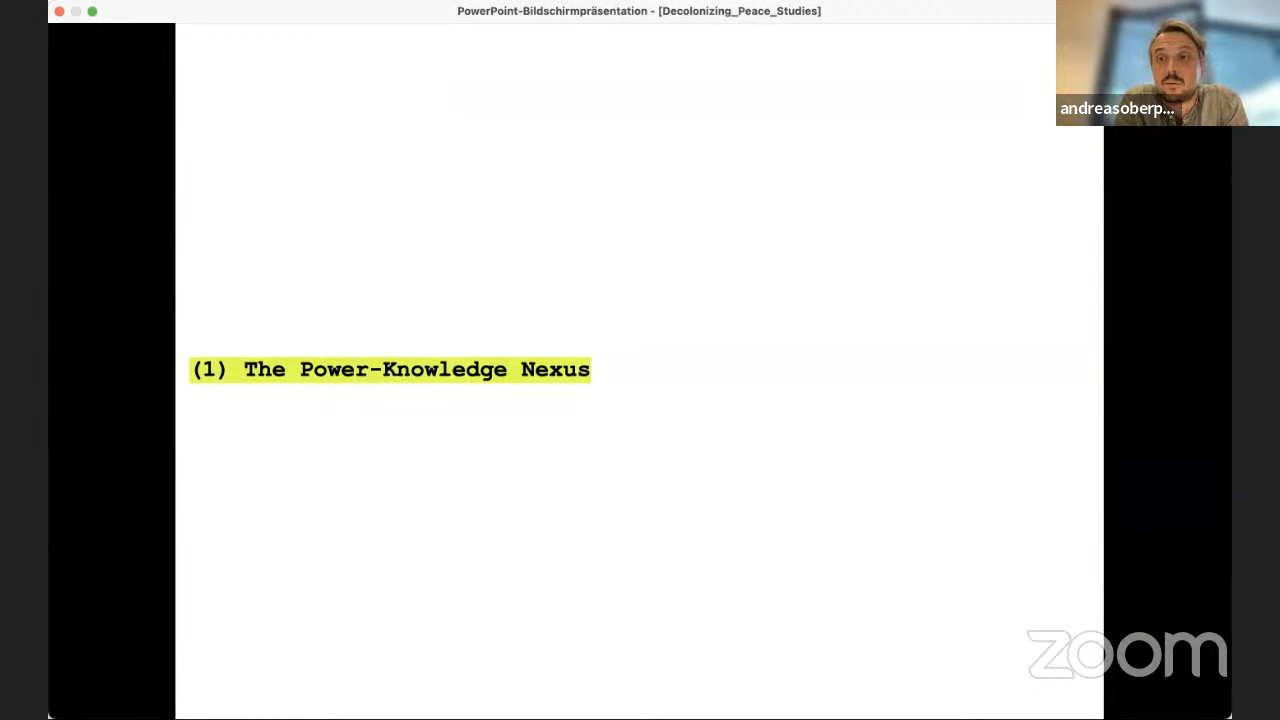 PowerPoint-Bildschirmpräsentation - [Decolonizing_Peace_Studies]
andreasoberp...
(1) The Power-Knowledge Nexus
zoom